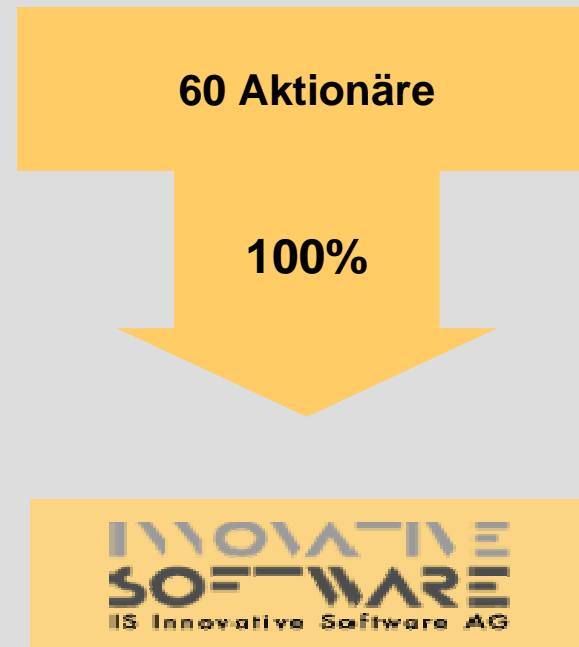 60 Aktionäre
100%
INNOVATIVE
SOFTWARE
IS Innovative Software AG